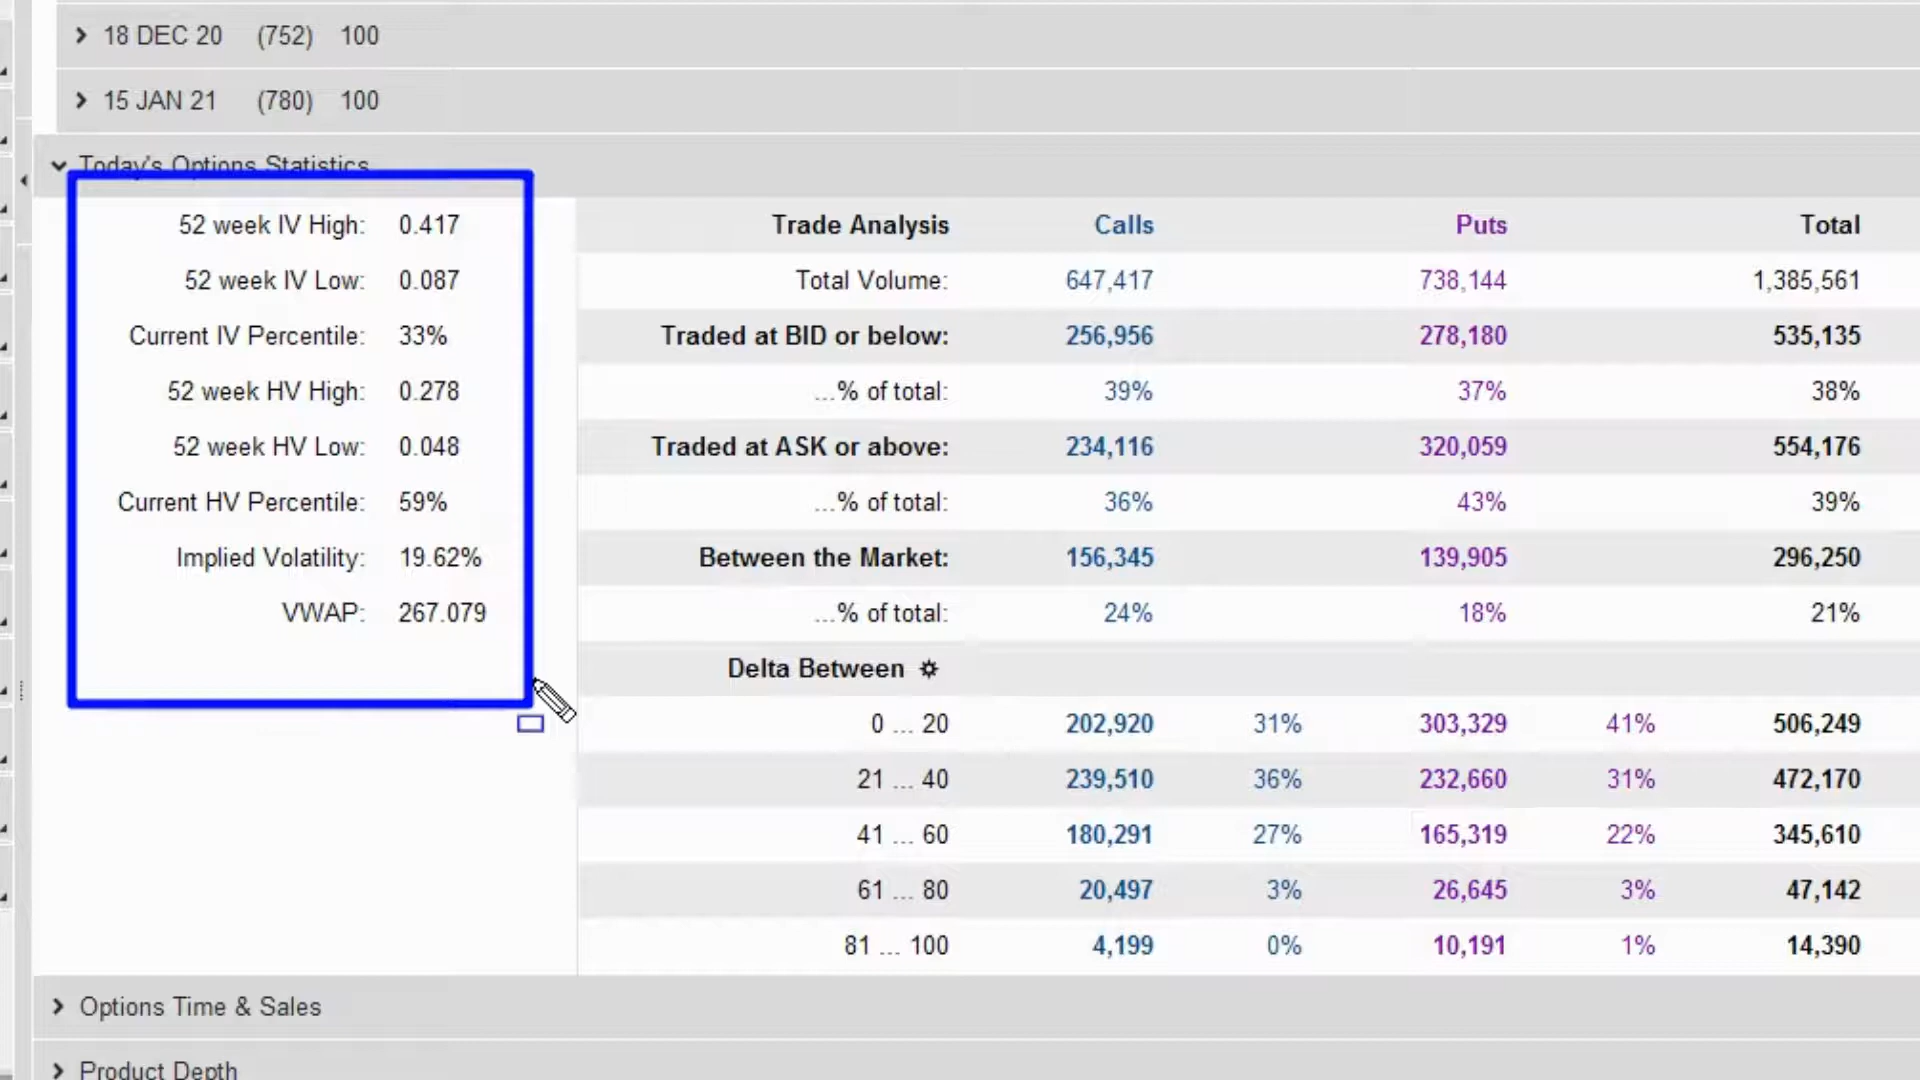 18 DEC 20 (752) 100
15 JAN 21 (780) 100
Today's Options Statistics
52 week IV High: 0.417
52 week IV Low: 0.087
Current IV Percentile: 33%
52 week HV High: 0.278
52 week HV Low: 0.048
Current HV Percentile: 59%
Implied Volatility: 19.62%
VWAP: 267.079
Trade Analysis Calls Puts Total
Total Volume: 647,417 738,144 1,385,561
Traded at BID or below: 256,956 278,180 535,135
...% of total: 39% 37% 38%
Traded at ASK or above: 234,116 320,059 554,176
...% of total: 36% 43% 39%
Between the Market: 156,345 139,905 296,250
...% of total: 24% 18% 21%
Delta Between
0 ... 20 202,920 31% 303,329 41% 506,249
21 ... 40 239,510 36% 232,660 31% 472,170
41 ... 60 180,291 27% 165,319 22% 345,610
61 ... 80 20,497 3% 26,645 3% 47,142
81 ... 100 4,199 0% 10,191 1% 14,390
Options Time & Sales
Product Depth